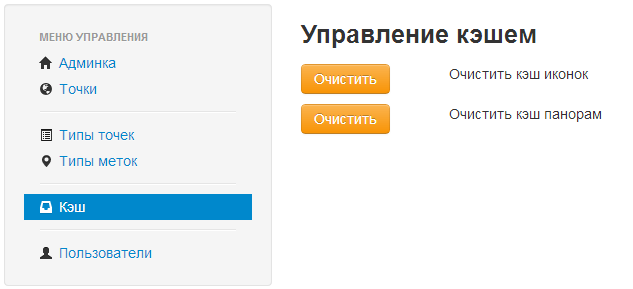 МЕНЮ УПРАВЛЕНИЯ
Админка
Точки
Типы точек
Типы меток
Кэш
Пользователи
Управление кэшем
Очистить Очистить кэш иконок
Очистить Очистить кэш панорам